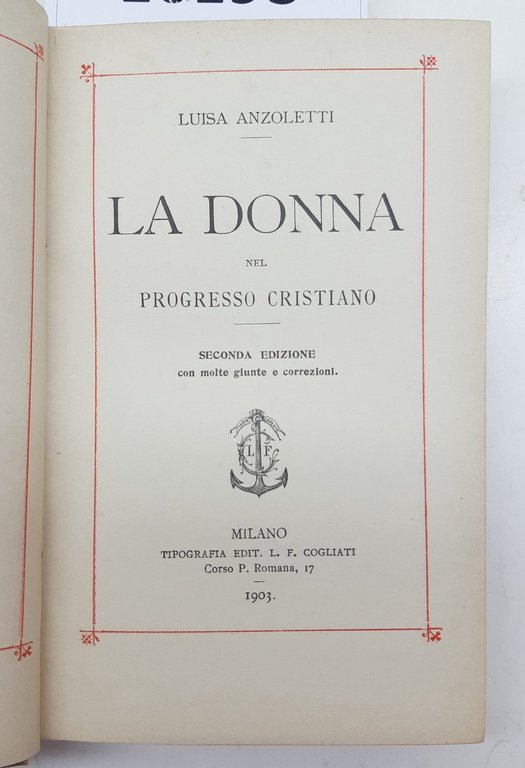 LUISA ANZOLETTI
LA DONNA
NEL
PROGRESSO CRISTIANO
SECONDA EDIZIONE
con molte giunte e correzioni.
L F
MILANO
TIPOGRAFIA EDIT. L. F. COGLIATI
Corso P. Romana, 17
1903.